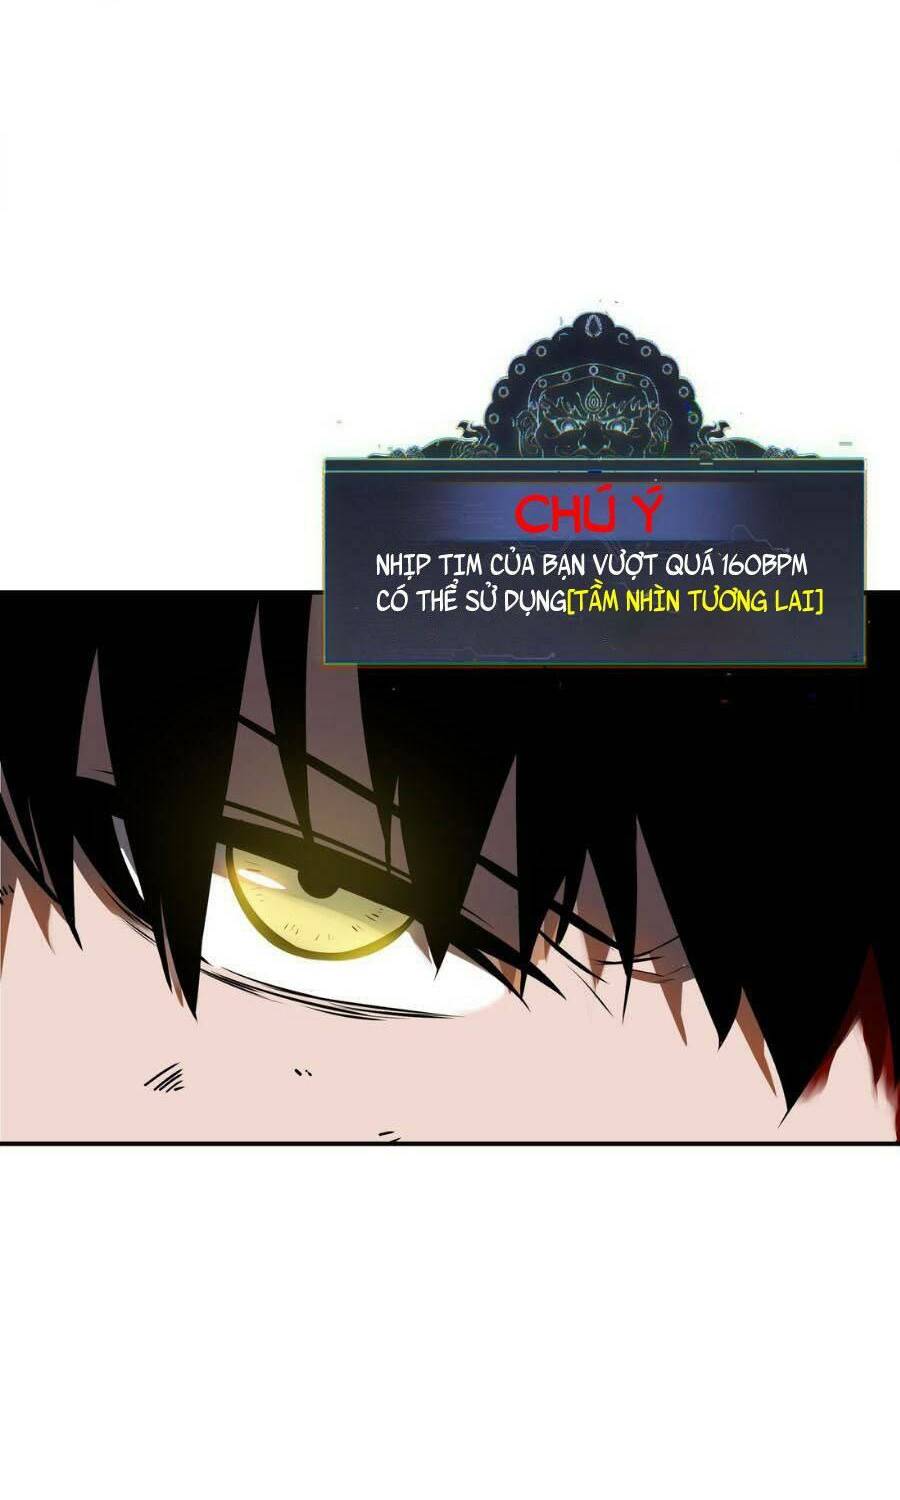 CHÚ Ý
NHỊP TIM CỦA BẠN VƯỢT QUÁ 160BPM
CÓ THỂ SỬ DỤNG[TẦM NHÌN TƯƠNG LAI]